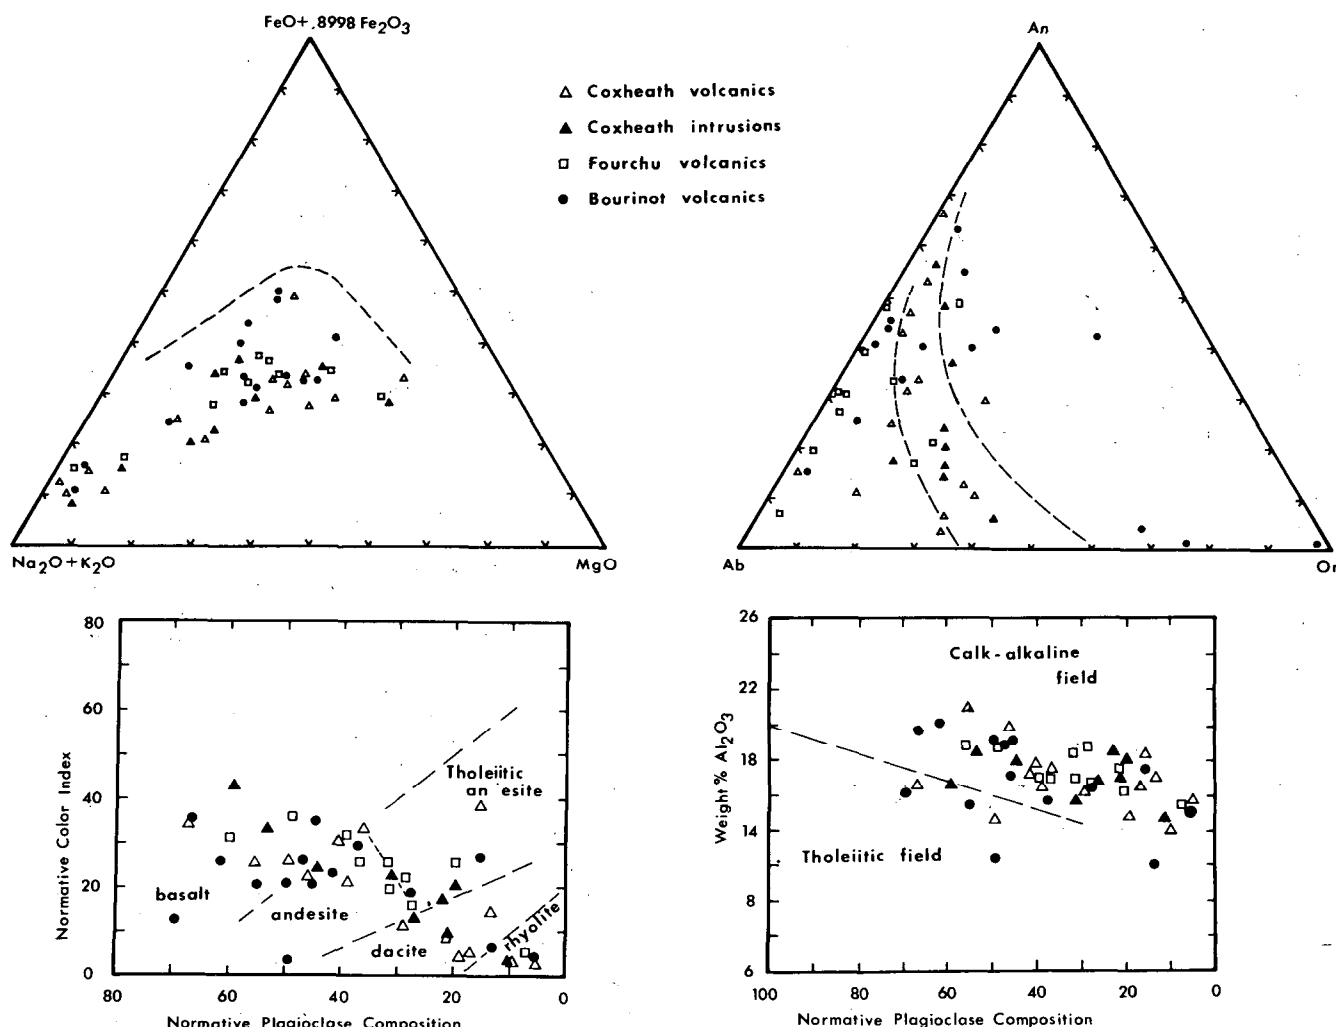 FeO+ .8998 Fe2O3
Na2O+K2O
MgO
Coxheath volcanics
Coxheath intrusions
Fourchu volcanics
Bourinot volcanics
An
Ab
Or
80
60
40
20
0
Normative Color Index
Tholeiitic
andesite
basalt
andesite
dacite
rhyolite
80
60
40
20
0
Normative Plagioclase Composition
26
22
18
14
8
6
Weight % Al2O3
Calk-alkaline
field
Tholeiitic field
100
80
60
40
20
0
Normative Plagioclase Composition